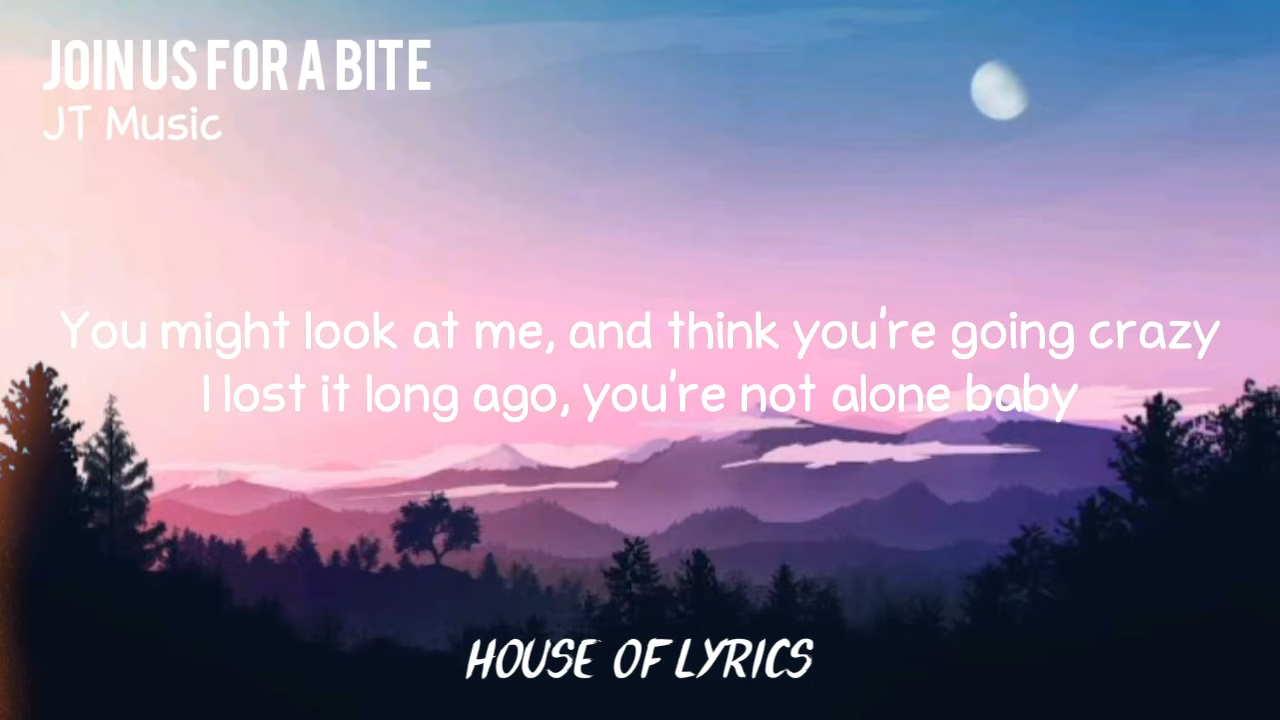 JOIN US FOR A BITE
JT Music
You might look at me, and think you're going crazy
I lost it long ago, you're not alone baby
HOUSE OF LYRICS